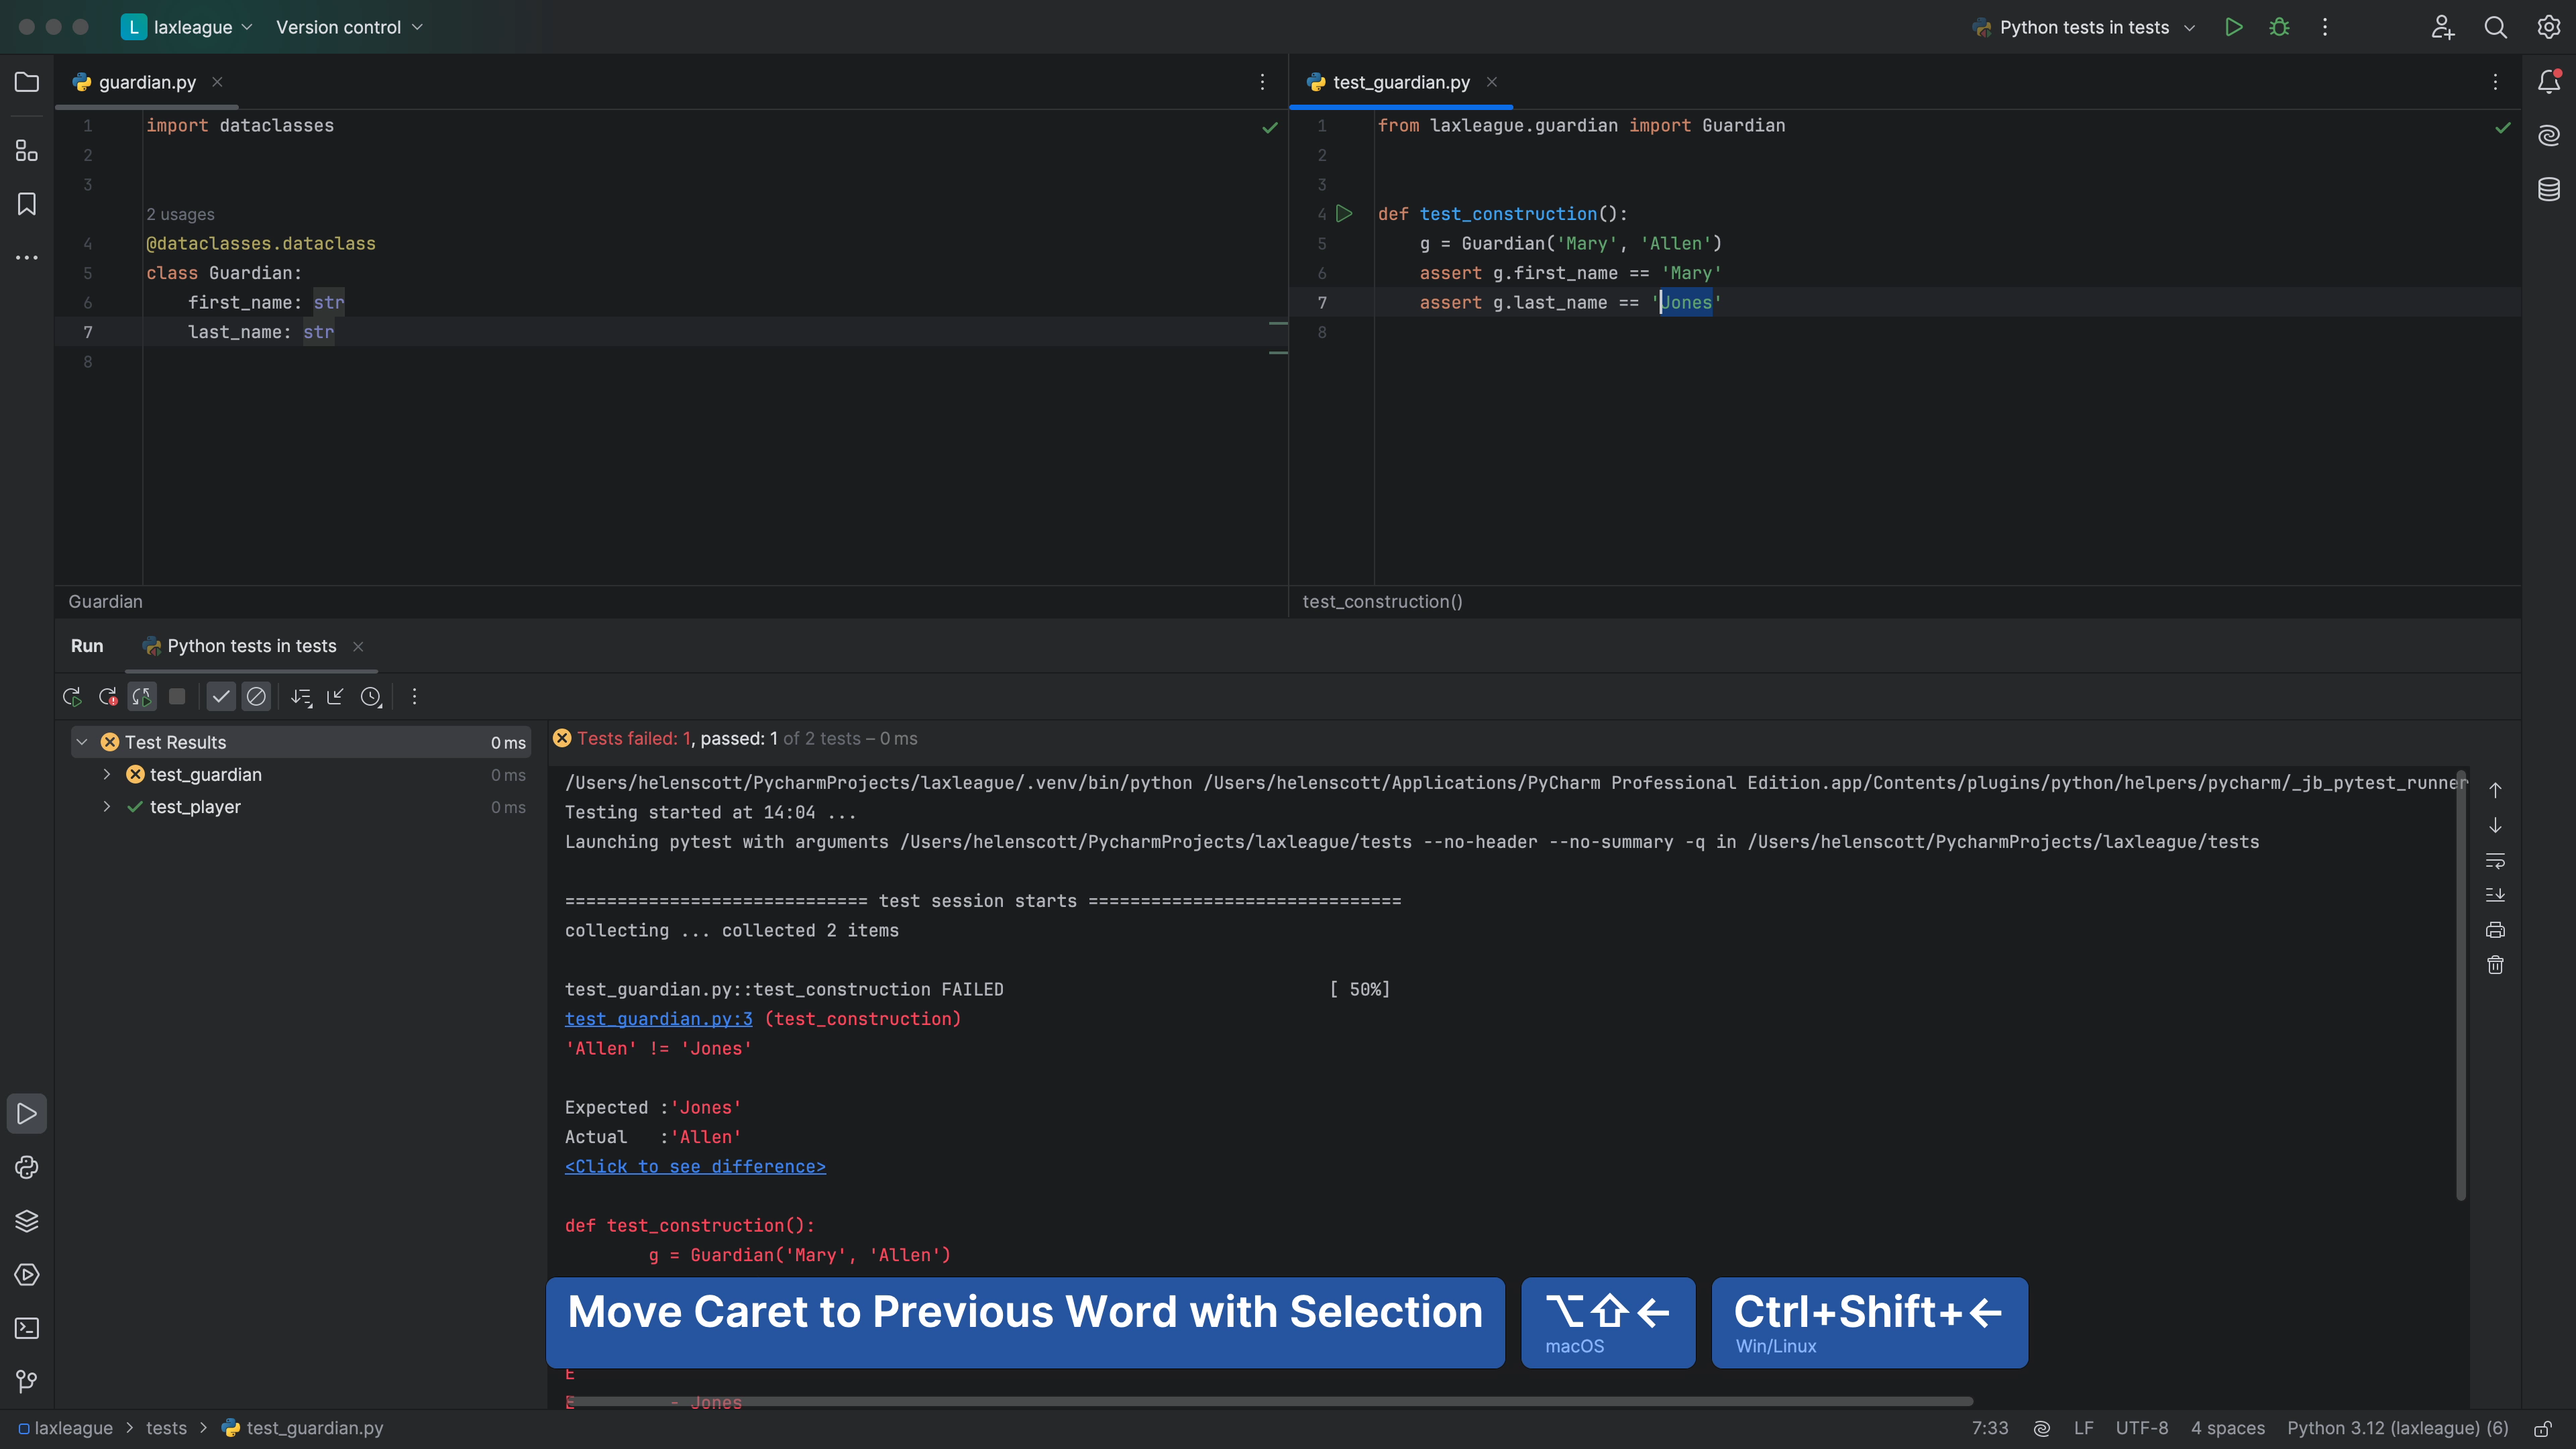 L laxleague Version control Python tests in tests
guardian.py
1 import dataclasses
2
3
2 usages
4 @dataclasses.dataclass
5 class Guardian:
6 first_name: str
7 last_name: str
8
Guardian
test_guardian.py
1 from laxleague.guardian import Guardian
2
3
4 def test_construction():
5 g = Guardian('Mary', 'Allen')
6 assert g.first_name == 'Mary'
7 assert g.last_name == 'Jones'
8
test_construction()
Run Python tests in tests
Test Results 0 ms
test_guardian 0 ms
test_player 0 ms
Tests failed: 1, passed: 1 of 2 tests – 0 ms
/Users/helenscott/PycharmProjects/laxleague/.venv/bin/python /Users/helenscott/Applications/PyCharm Professional Edition.app/Contents/plugins/python/helpers/pycharm/_jb_pytest_runner
Testing started at 14:04 ...
Launching pytest with arguments /Users/helenscott/PycharmProjects/laxleague/tests --no-header --no-summary -q in /Users/helenscott/PycharmProjects/laxleague/tests
============================= test session starts ==============================
collecting ... collected 2 items
test_guardian.py::test_construction FAILED [ 50%]
test_guardian.py:3 (test_construction)
'Allen' != 'Jones'
Expected :'Jones'
Actual :'Allen'
<Click to see difference>
def test_construction():
g = Guardian('Mary', 'Allen')
Move Caret to Previous Word with Selection
⌥⇧←
macOS
Ctrl+Shift+←
Win/Linux
E
E - Jones
laxleague > tests > test_guardian.py 7:33 LF UTF-8 4 spaces Python 3.12 (laxleague) (6)